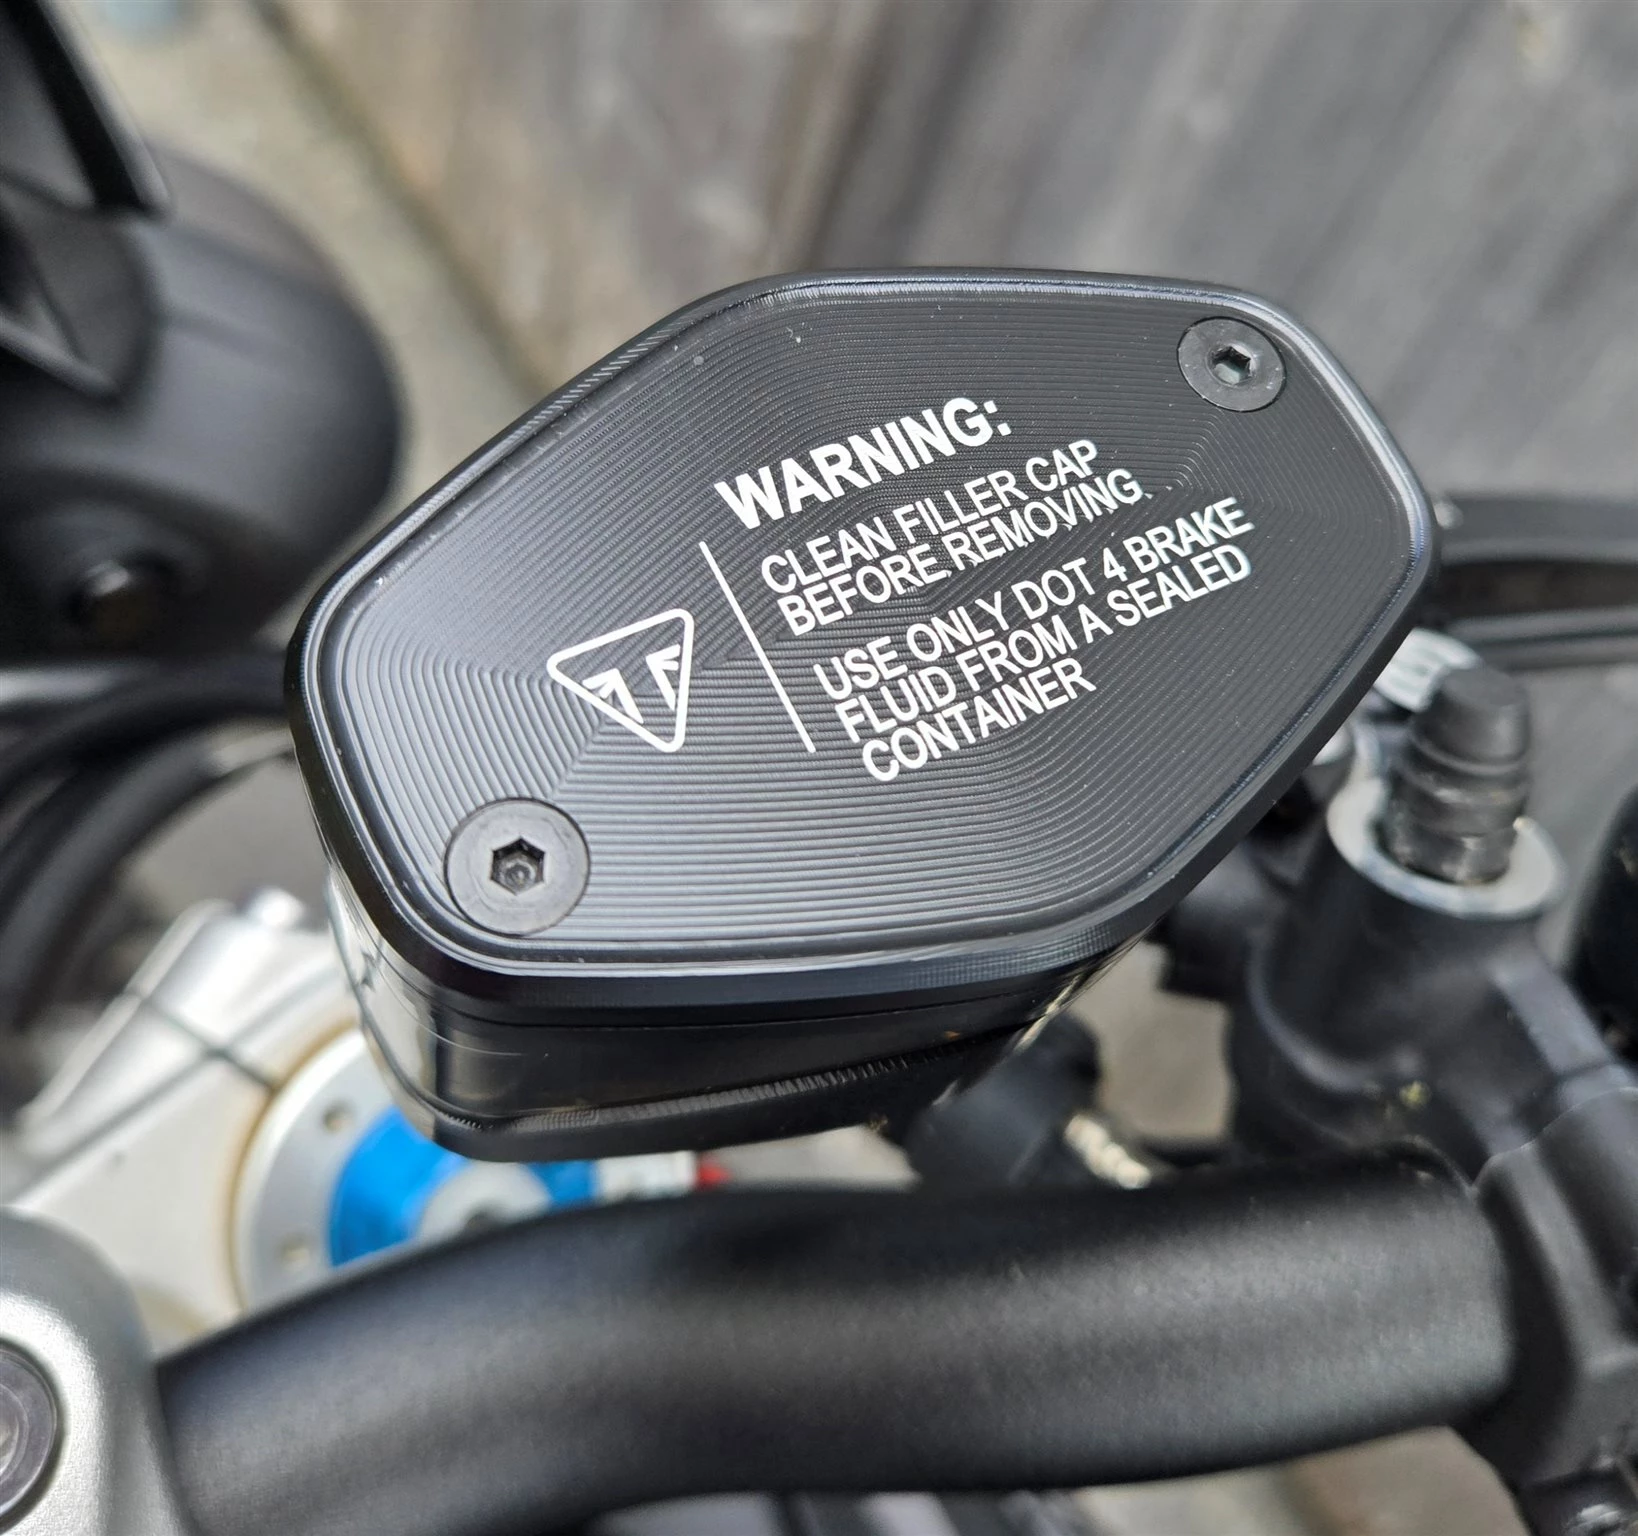 WARNING:
CLEAN FILLER CAP
BEFORE REMOVING.
USE ONLY DOT 4 BRAKE
FLUID FROM A SEALED
CONTAINER